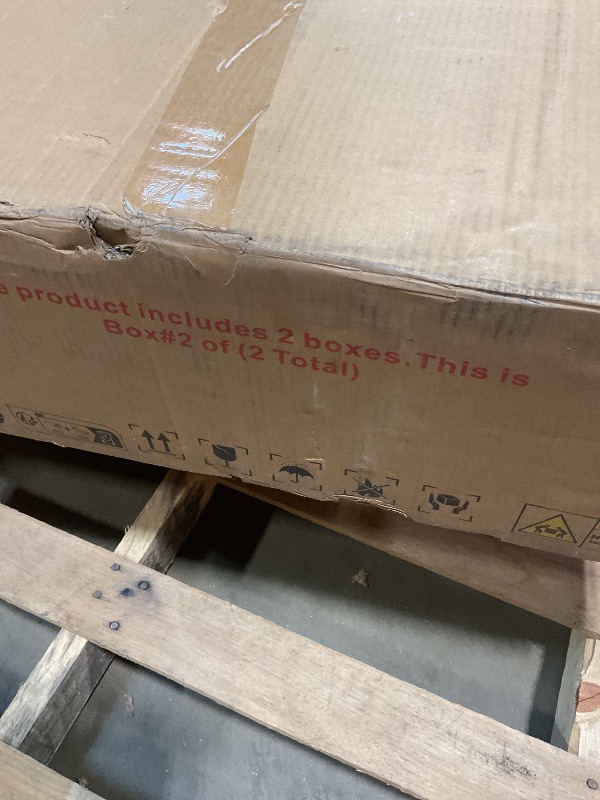 product includes 2 boxes.This is
Box#2 of (2 Total)